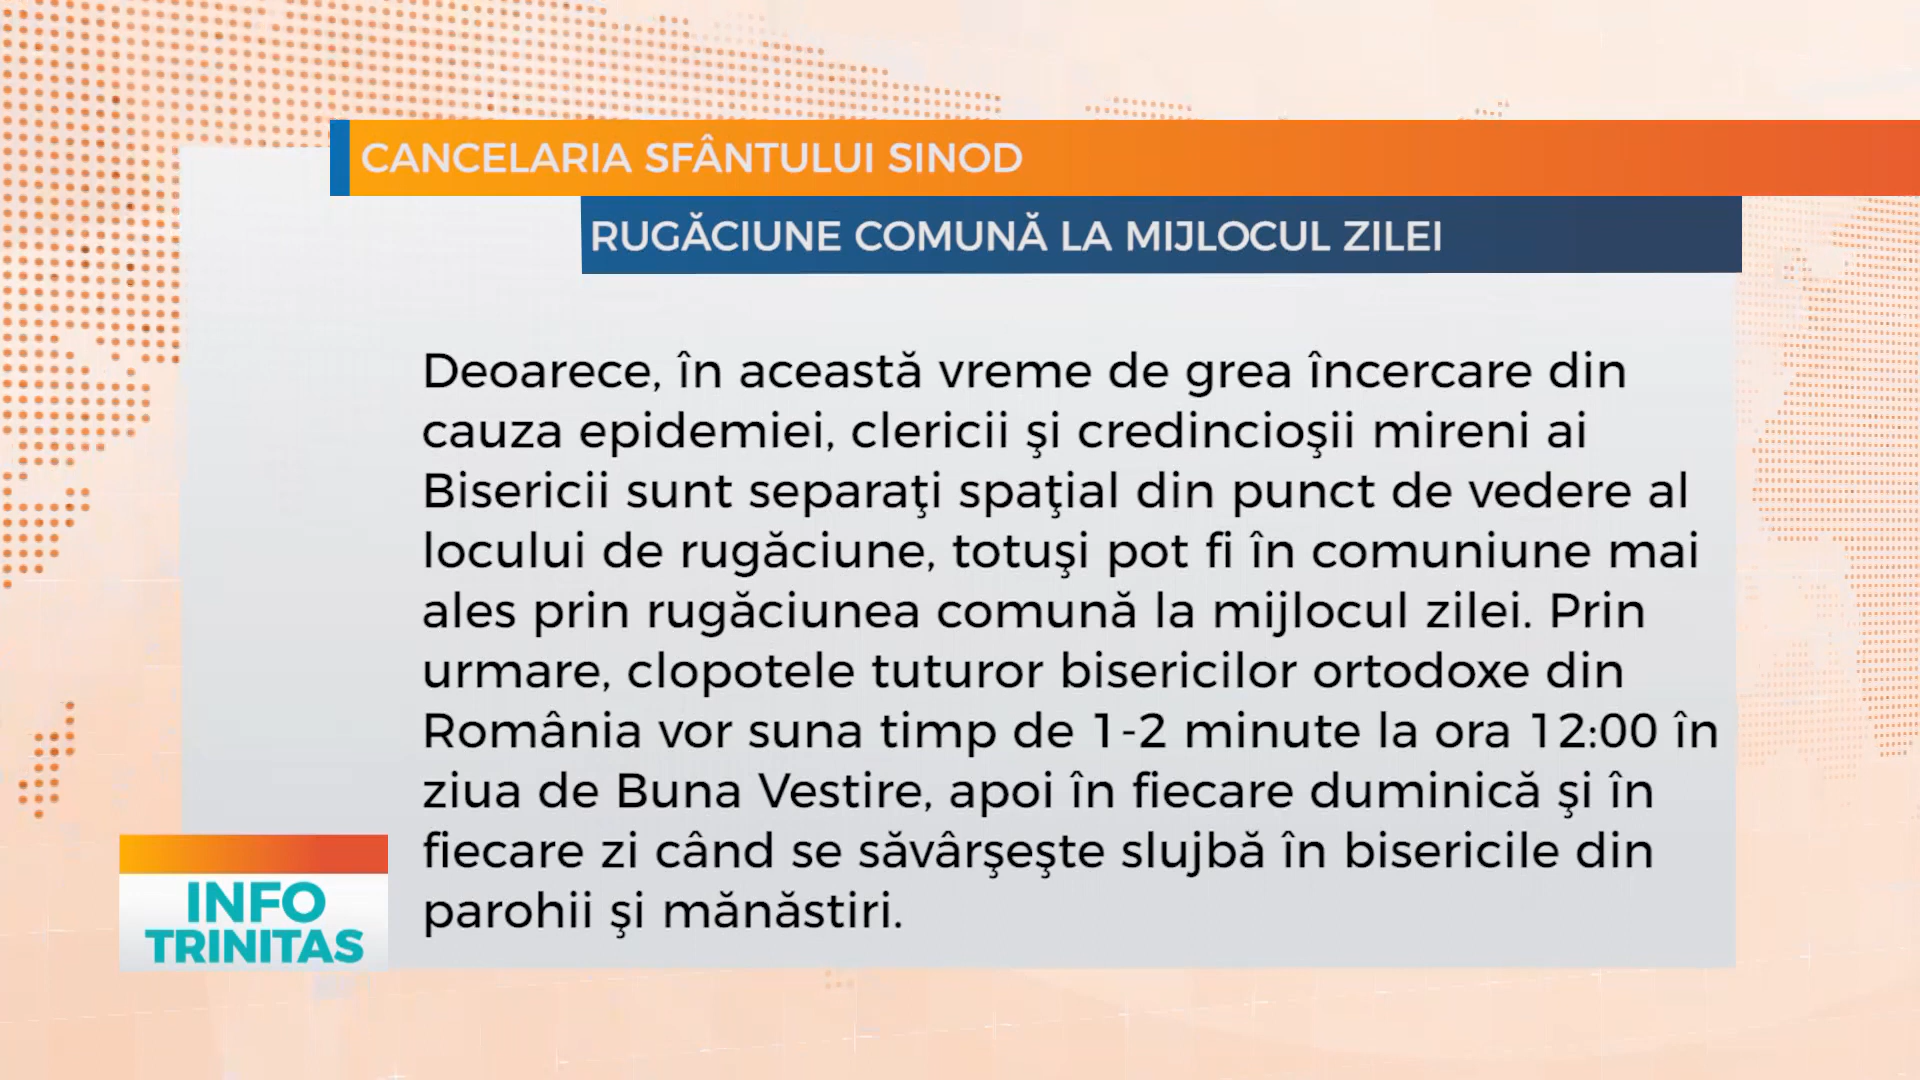 CANCELARIA SFÂNTULUI SINOD
RUGĂCIUNE COMUNĂ LA MIJLOCUL ZILEI
Deoarece, în această vreme de grea încercare din
cauza epidemiei, clericii şi credincioşii mireni ai
Bisericii sunt separaţi spaţial din punct de vedere al
locului de rugăciune, totuşi pot fi în comuniune mai
ales prin rugăciunea comună la mijlocul zilei. Prin
urmare, clopotele tuturor bisericilor ortodoxe din
România vor suna timp de 1-2 minute la ora 12:00 în
ziua de Buna Vestire, apoi în fiecare duminică şi în
fiecare zi când se săvârşeşte slujbă în bisericile din
parohii şi mănăstiri.
INFO
TRINITAS